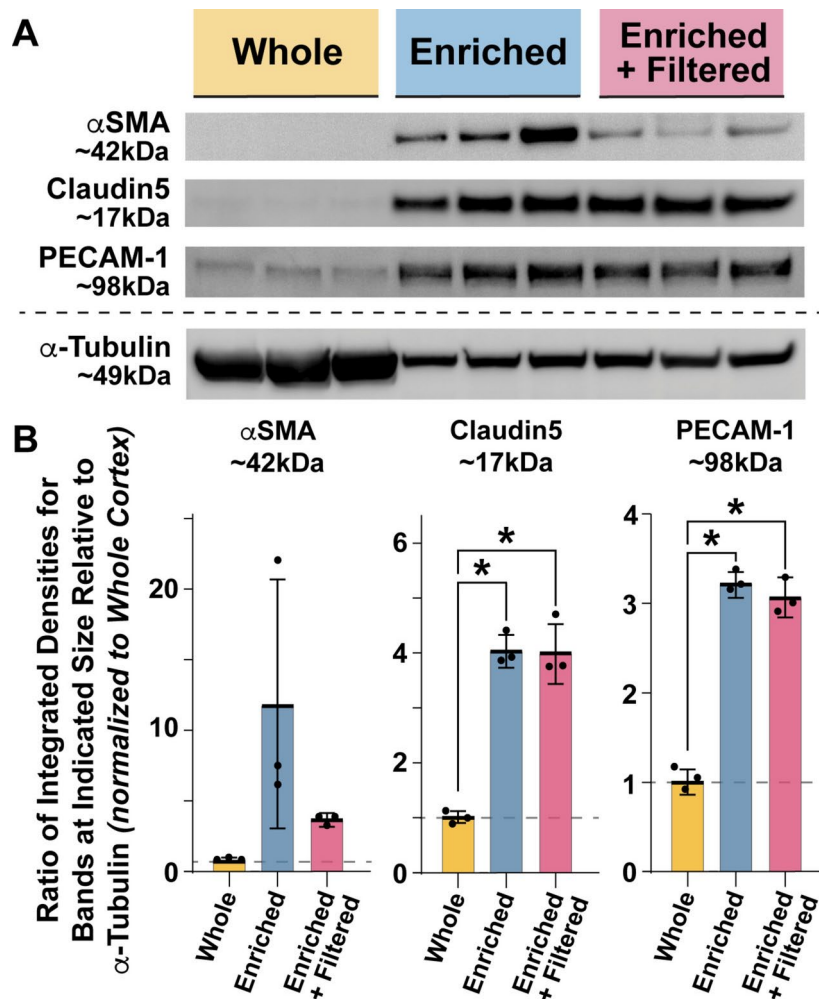 A
Whole
Enriched
Enriched
+ Filtered
αSMA
~42kDa
Claudin5
~17kDa
PECAM-1
~98kDa
α-Tubulin
~49kDa
B
Ratio of Integrated Densities for
Bands at Indicated Size Relative to
α-Tubulin (normalized to Whole Cortex)
αSMA
~42kDa
20
10
0
Whole
Enriched
Enriched
+ Filtered
Claudin5
~17kDa
6
4
2
0
*
*
Whole
Enriched
Enriched
+ Filtered
PECAM-1
~98kDa
4
3
2
1
0
*
*
Whole
Enriched
Enriched
+ Filtered